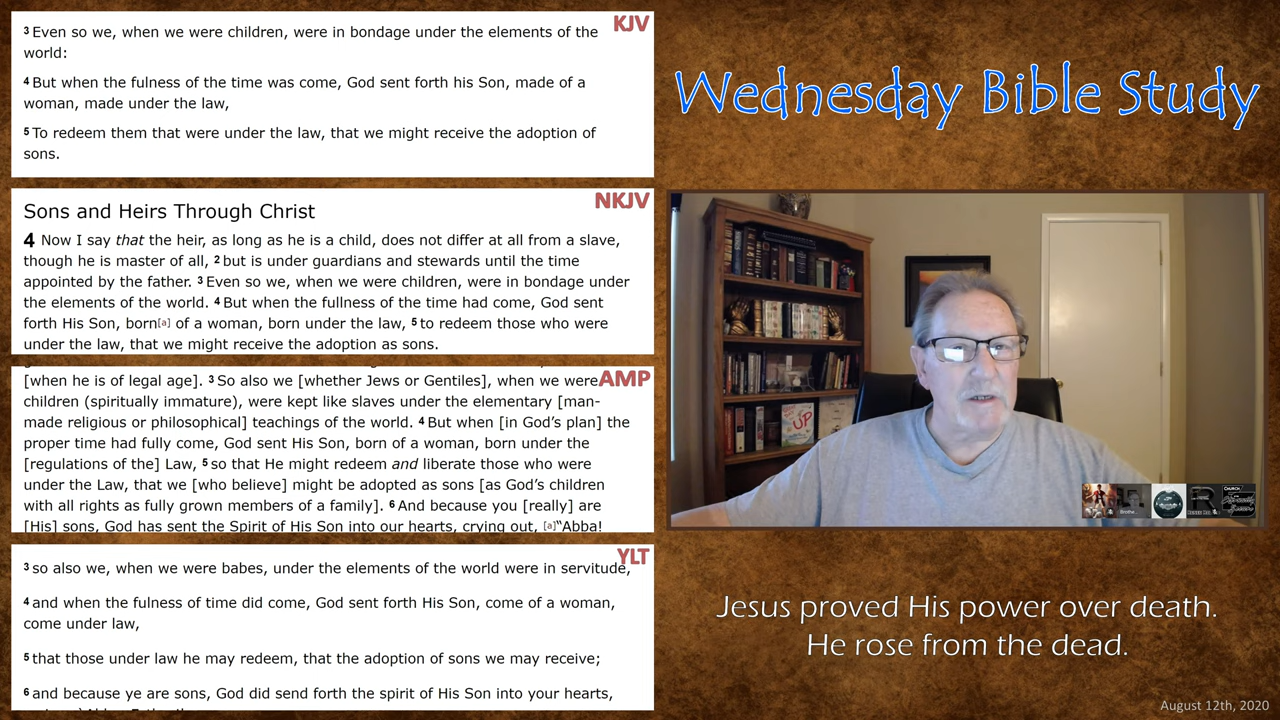 KJV
3 Even so we, when we were children, were in bondage under the elements of the
world:
4 But when the fulness of the time was come, God sent forth his Son, made of a
woman, made under the law,
5 To redeem them that were under the law, that we might receive the adoption of
sons.
NKJV
Sons and Heirs Through Christ
4 Now I say that the heir, as long as he is a child, does not differ at all from a slave,
though he is master of all, 2 but is under guardians and stewards until the time
appointed by the father. 3 Even so we, when we were children, were in bondage under
the elements of the world. 4 But when the fullness of the time had come, God sent
forth His Son, born[a] of a woman, born under the law, 5 to redeem those who were
under the law, that we might receive the adoption as sons.
AMP
[when he is of legal age]. 3 So also we [whether Jews or Gentiles], when we were
children (spiritually immature), were kept like slaves under the elementary [man-
made religious or philosophical] teachings of the world. 4 But when [in God's plan] the
proper time had fully come, God sent His Son, born of a woman, born under the
[regulations of the] Law, 5 so that He might redeem and liberate those who were
under the Law, that we [who believe] might be adopted as sons [as God's children
with all rights as fully grown members of a family]. 6 And because you [really] are
[His] sons, God has sent the Spirit of His Son into our hearts, crying out, [a]"Abba!
YLT
3 so also we, when we were babes, under the elements of the world were in servitude,
4 and when the fulness of time did come, God sent forth His Son, come of a woman,
come under law,
5 that those under law he may redeem, that the adoption of sons we may receive;
6 and because ye are sons, God did send forth the spirit of His Son into your hearts,
Wednesday Bible Study
UP
Brothe...
CHURCH
Jesus proved His power over death.
He rose from the dead.
August 12th, 2020